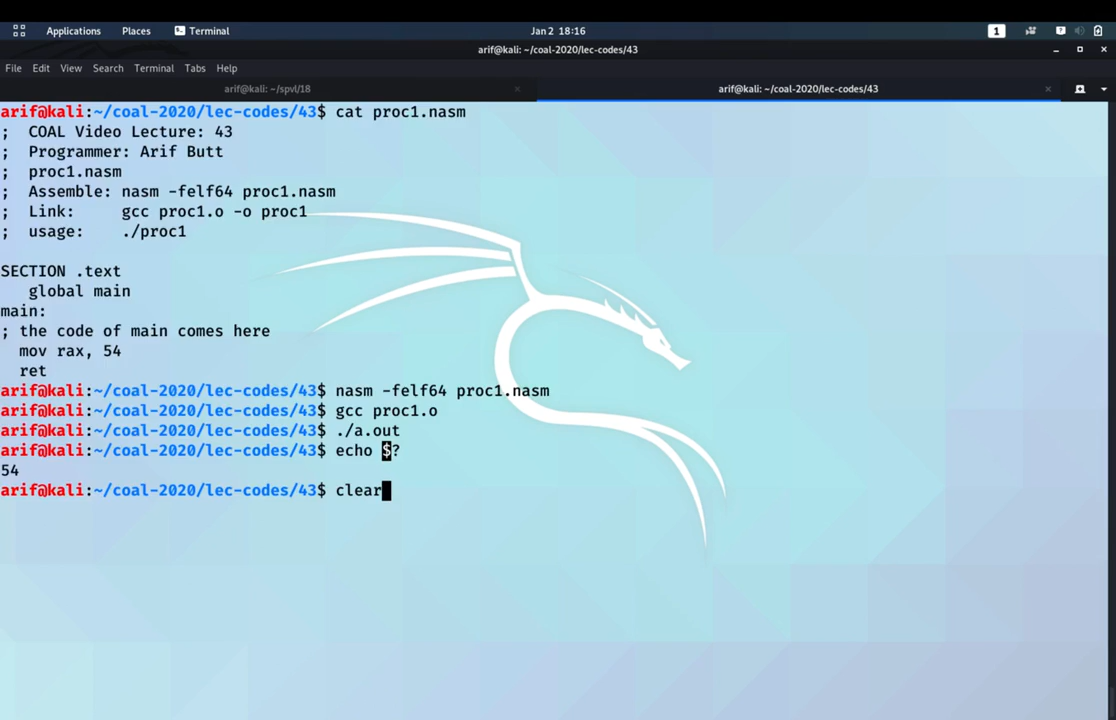 Applications Places Terminal Jan 2 18:16 1
arif@kali: ~/coal-2020/lec-codes/43
File Edit View Search Terminal Tabs Help
arif@kali: ~/spvl/18 arif@kali: ~/coal-2020/lec-codes/43
arif@kali:~/coal-2020/lec-codes/43$ cat proc1.nasm
; COAL Video Lecture: 43
; Programmer: Arif Butt
; proc1.nasm
; Assemble: nasm -felf64 proc1.nasm
; Link: gcc proc1.o -o proc1
; usage: ./proc1
SECTION .text
global main
main:
; the code of main comes here
mov rax, 54
ret
arif@kali:~/coal-2020/lec-codes/43$ nasm -felf64 proc1.nasm
arif@kali:~/coal-2020/lec-codes/43$ gcc proc1.o
arif@kali:~/coal-2020/lec-codes/43$ ./a.out
arif@kali:~/coal-2020/lec-codes/43$ echo $?
54
arif@kali:~/coal-2020/lec-codes/43$ clear